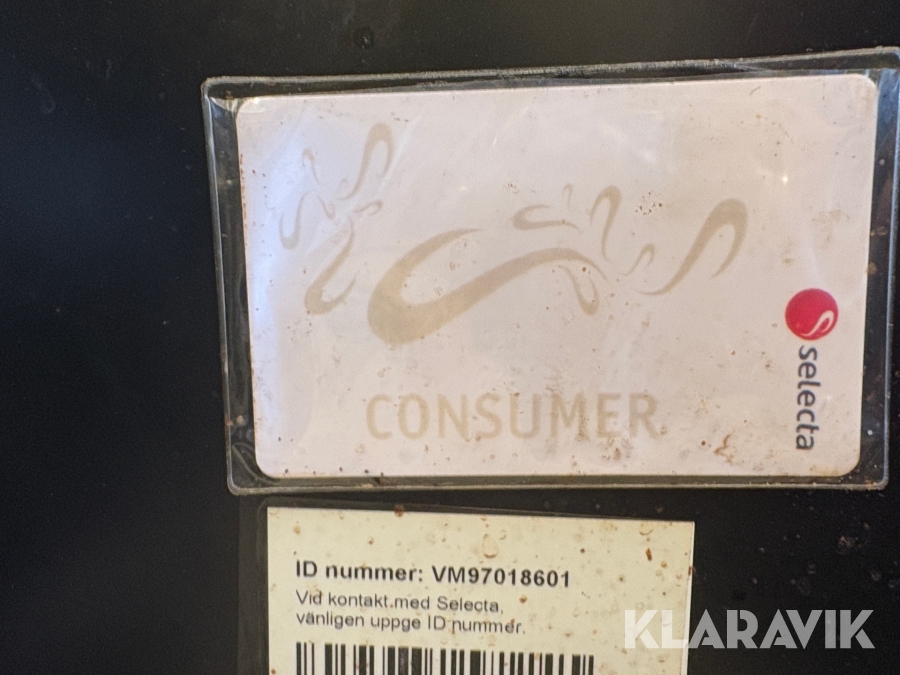 selecta
CONSUMER
ID nummer: VM97018601
Vid kontakt med Selecta,
vänligen uppge ID nummer.
KLARAVIK